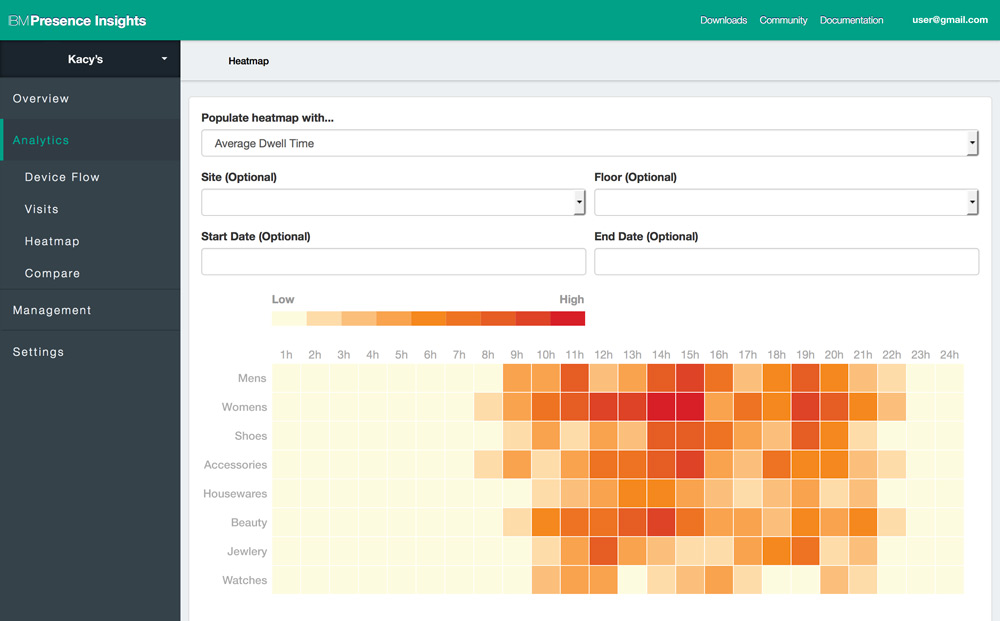 IBM Presence Insights
Downloads Community Documentation user@gmail.com
Kacy's
Heatmap
Overview
Analytics
Device Flow
Visits
Heatmap
Compare
Management
Settings
Populate heatmap with...
Average Dwell Time
Site (Optional) Floor (Optional)
Start Date (Optional) End Date (Optional)
Low High
1h 2h 3h 4h 5h 6h 7h 8h 9h 10h 11h 12h 13h 14h 15h 16h 17h 18h 19h 20h 21h 22h 23h 24h
Mens
Womens
Shoes
Accessories
Housewares
Beauty
Jewlery
Watches